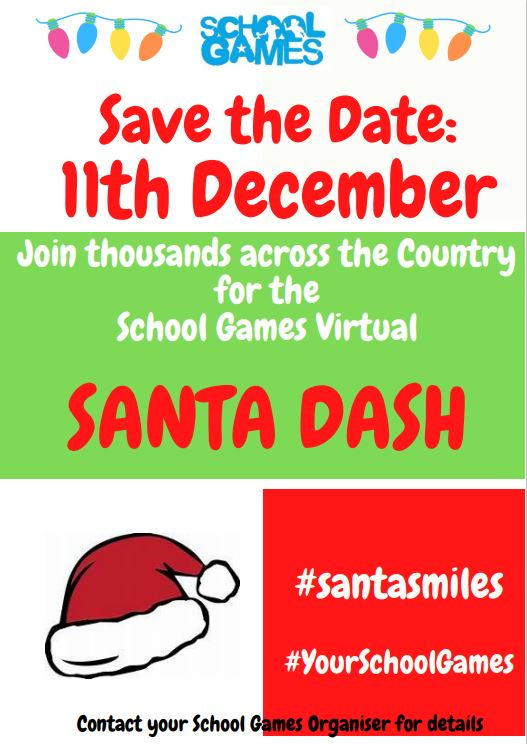 SCHOOL
GAMES
Save the Date:
11th December
Join thousands across the Country
for the
School Games Virtual
SANTA DASH
#santasmiles
#YourSchoolGames
Contact your School Games Organiser for details